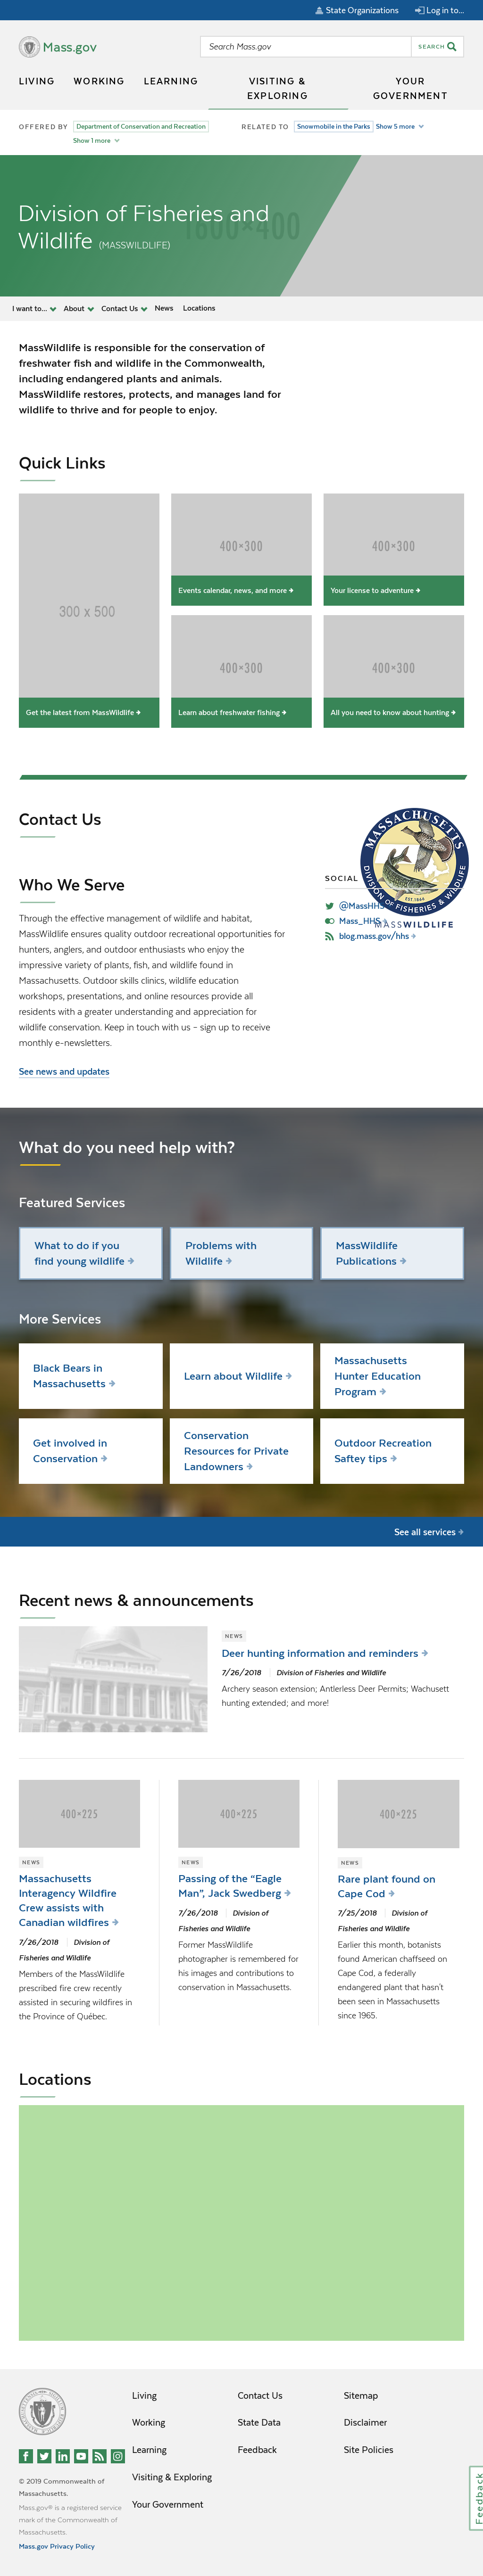 State Organizations
Log in to...
Mass.gov
Search Mass.gov
SEARCH
LIVING
WORKING
LEARNING
VISITING &
EXPLORING
YOUR
GOVERNMENT
OFFERED BY
Department of Conservation and Recreation
Show 1 more
RELATED TO
Snowmobile in the Parks
Show 5 more
Division of Fisheries and
Wildlife (MASSWILDLIFE)
1600×400
I want to...
About
Contact Us
News
Locations
MassWildlife is responsible for the conservation of
freshwater fish and wildlife in the Commonwealth,
including endangered plants and animals.
MassWildlife restores, protects, and manages land for
wildlife to thrive and for people to enjoy.
Quick Links
300 x 500
Get the latest from MassWildlife
400×300
Events calendar, news, and more
400×300
Your license to adventure
400×300
Learn about freshwater fishing
400×300
All you need to know about hunting
Contact Us
Who We Serve
Through the effective management of wildlife and habitat,
MassWildlife ensures quality outdoor recreational opportunities for
hunters, anglers, and outdoor enthusiasts who enjoy the
impressive variety of plants, fish, and wildlife found in
Massachusetts. Outdoor skills clinics, wildlife education
workshops, presentations, and online resources provide all
residents with a greater understanding and appreciation for
wildlife conservation. Keep in touch with us – sign up to receive
monthly e-newsletters.
See news and updates
SOCIAL
@MassHH
Mass_HHS
blog.mass.gov/hhs
MASSACHUSETTS
DIVISION OF FISHERIES & WILDLIFE
MASSWILDLIFE
What do you need help with?
Featured Services
What to do if you
find young wildlife
Problems with
Wildlife
MassWildlife
Publications
More Services
Black Bears in
Massachusetts
Learn about Wildlife
Massachusetts
Hunter Education
Program
Get involved in
Conservation
Conservation
Resources for Private
Landowners
Outdoor Recreation
Saftey tips
See all services
Recent news & announcements
NEWS
Deer hunting information and reminders
7/26/2018
Division of Fisheries and Wildlife
Archery season extension; Antlerless Deer Permits; Wachusett
hunting extended; and more!
400×225
NEWS
Massachusetts
Interagency Wildfire
Crew assists with
Canadian wildfires
7/26/2018
Division of
Fisheries and Wildlife
Members of the MassWildlife
prescribed fire crew recently
assisted in securing wildfires in
the Province of Québec.
400×225
NEWS
Passing of the “Eagle
Man”, Jack Swedberg
7/26/2018
Division of
Fisheries and Wildlife
Former MassWildlife
photographer is remembered for
his images and contributions to
conservation in Massachusetts.
400×225
NEWS
Rare plant found on
Cape Cod
7/25/2018
Division of
Fisheries and Wildlife
Earlier this month, botanists
found American chaffseed on
Cape Cod, a federally
endangered plant that hasn't
been seen in Massachusetts
since 1965.
Locations
Living
Working
Learning
Visiting & Exploring
Your Government
Contact Us
State Data
Feedback
Sitemap
Disclaimer
Site Policies
© 2019 Commonwealth of
Massachusetts.
Mass.gov® is a registered service
mark of the Commonwealth of
Massachusetts.
Mass.gov Privacy Policy
Feedback